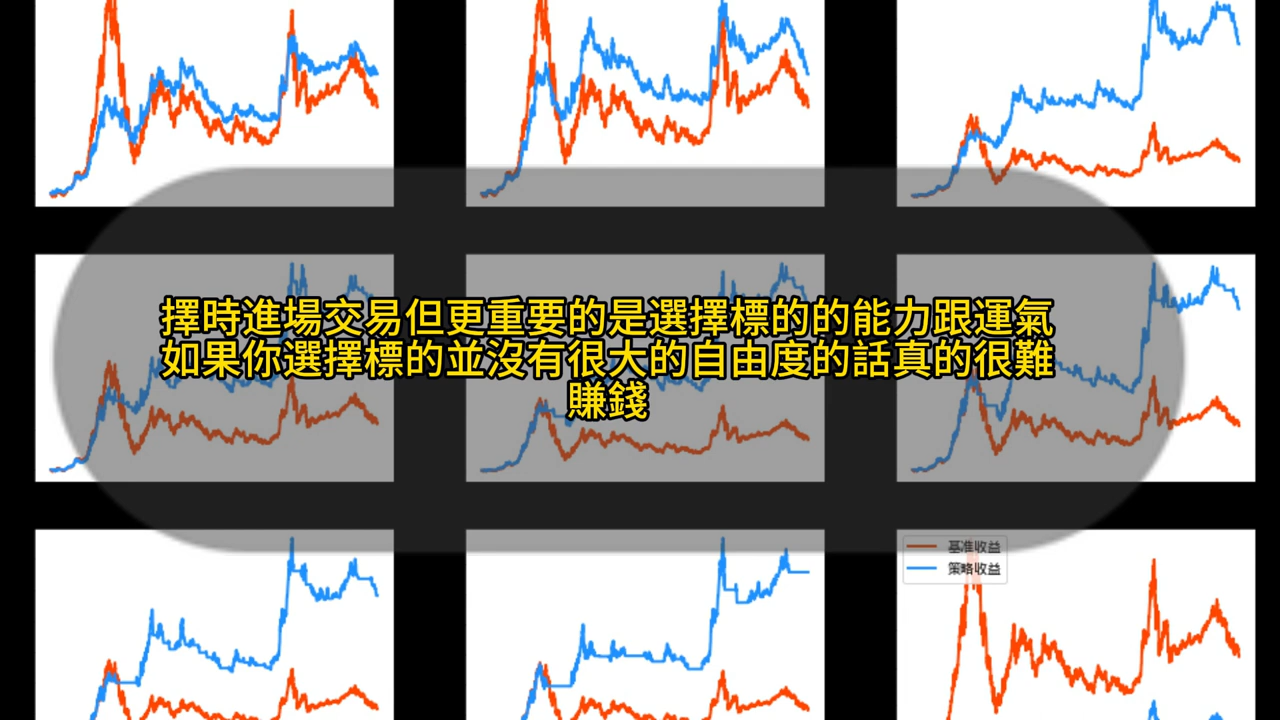 擇時進場交易但更重要的是選擇標的的能力跟運氣
如果你選擇標的並沒有很大的自由度的話真的很難
賺錢
基准收益
策略收益